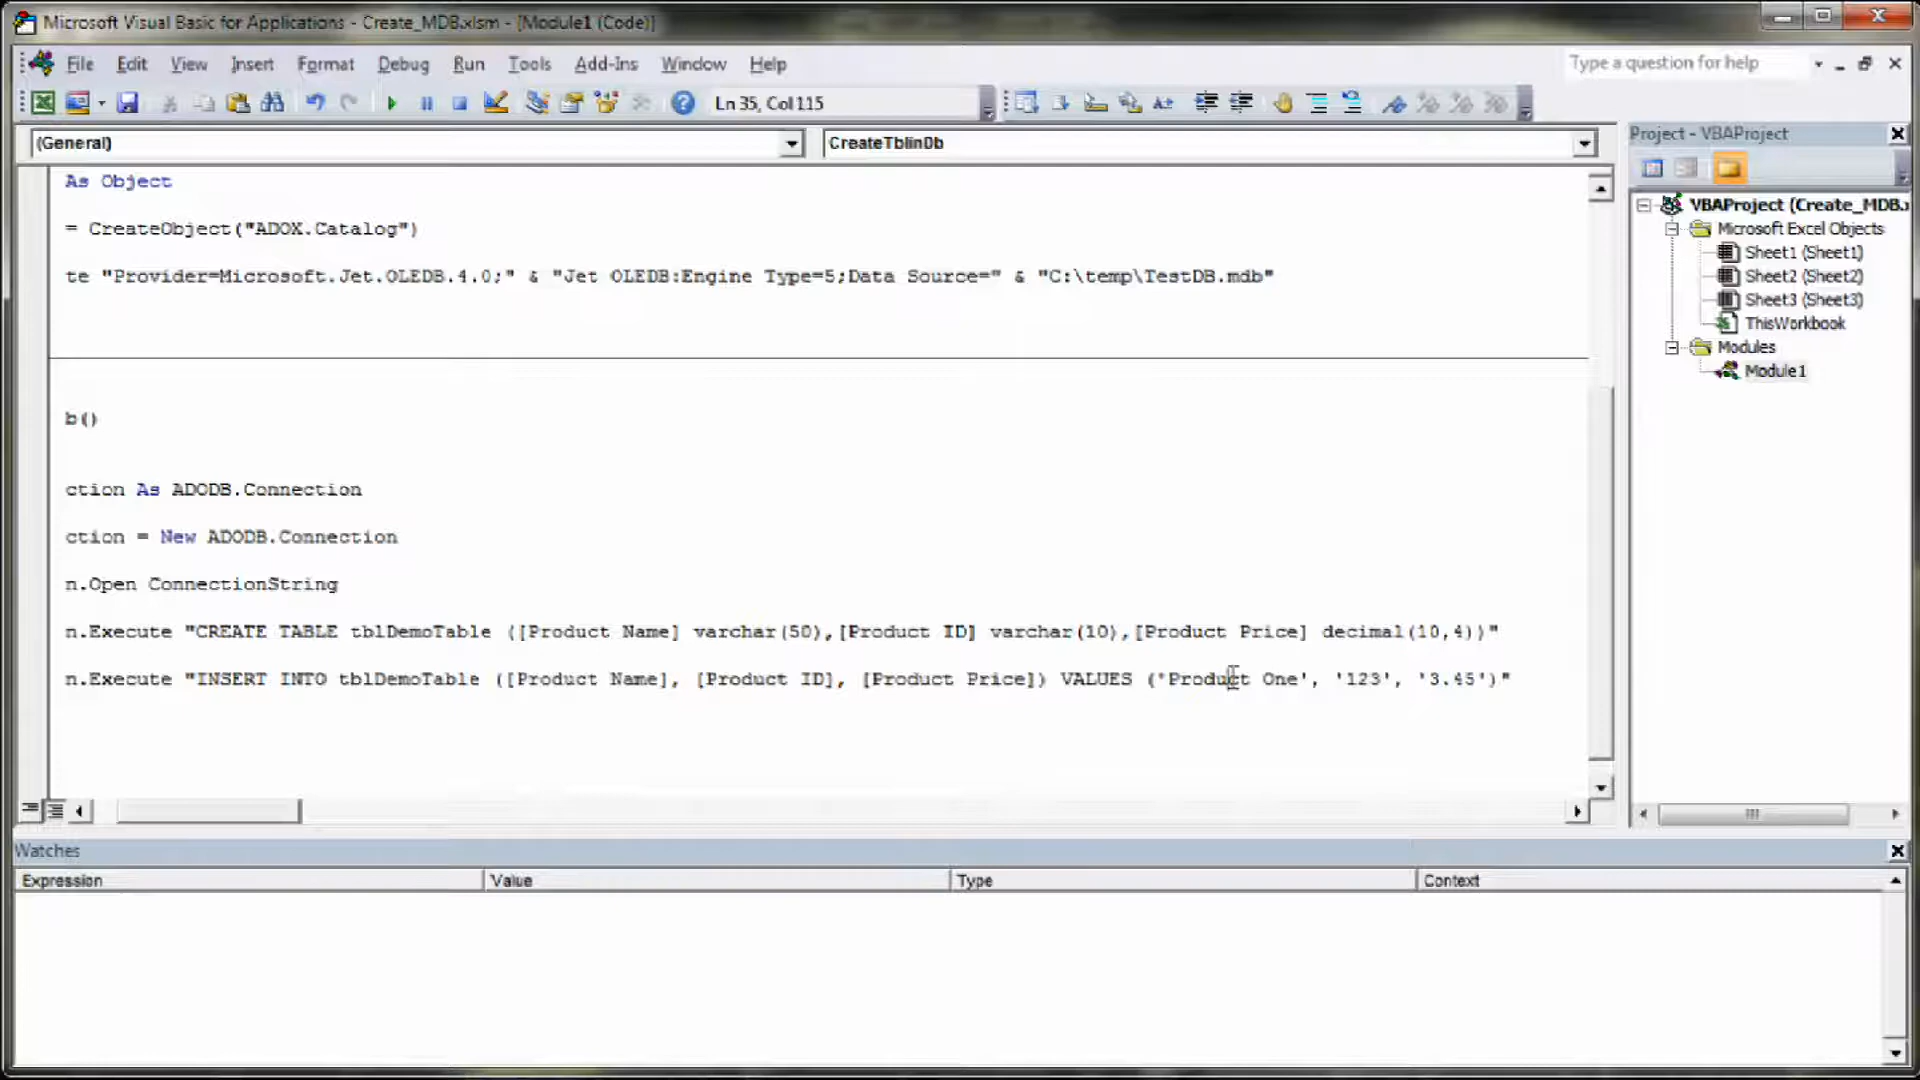 Microsoft Visual Basic for Applications - Create_MDB.xlsm - [Module1 (Code)]
File Edit View Insert Format Debug Run Tools Add-Ins Window Help
Type a question for help
Ln 35, Col 115
(General)
CreateTblinDb
As Object
= CreateObject("ADOX.Catalog")
te "Provider=Microsoft.Jet.OLEDB.4.0;" & "Jet OLEDB:Engine Type=5;Data Source=" & "C:\temp\TestDB.mdb"
b()
ction As ADODB.Connection
ction = New ADODB.Connection
n.Open ConnectionString
n.Execute "CREATE TABLE tblDemoTable ([Product Name] varchar(50),[Product ID] varchar(10),[Product Price] decimal(10,4))"
n.Execute "INSERT INTO tblDemoTable ([Product Name], [Product ID], [Product Price]) VALUES ('Product One', '123', '3.45')"
Project - VBAProject
VBAProject (Create_MDB.
Microsoft Excel Objects
Sheet1 (Sheet1)
Sheet2 (Sheet2)
Sheet3 (Sheet3)
ThisWorkbook
Modules
Module1
Watches
Expression Value Type Context